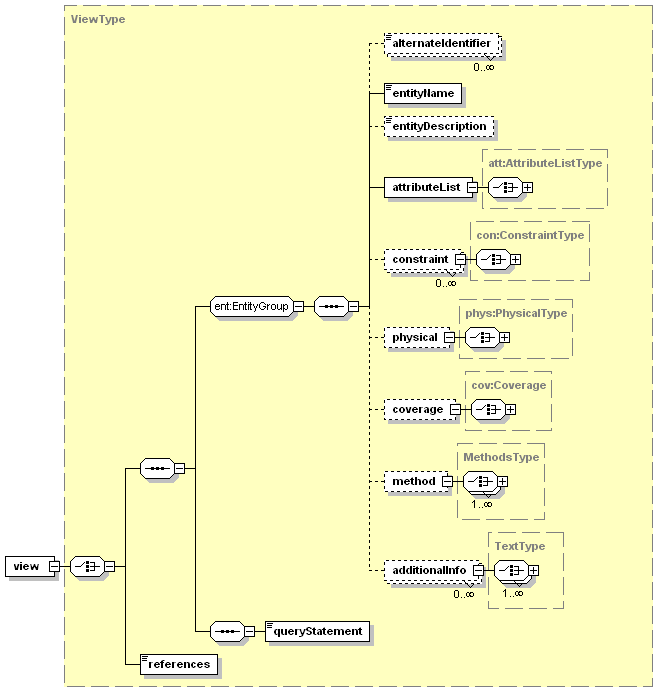 ViewType
alternateIdentifier
0..∞
entityName
entityDescription
att:AttributeListType
attributeList
con:ConstraintType
constraint
0..∞
ent:EntityGroup
phys:PhysicalType
physical
cov:Coverage
coverage
MethodsType
method
1..∞
TextType
additionalInfo
0..∞
1..∞
view
queryStatement
references